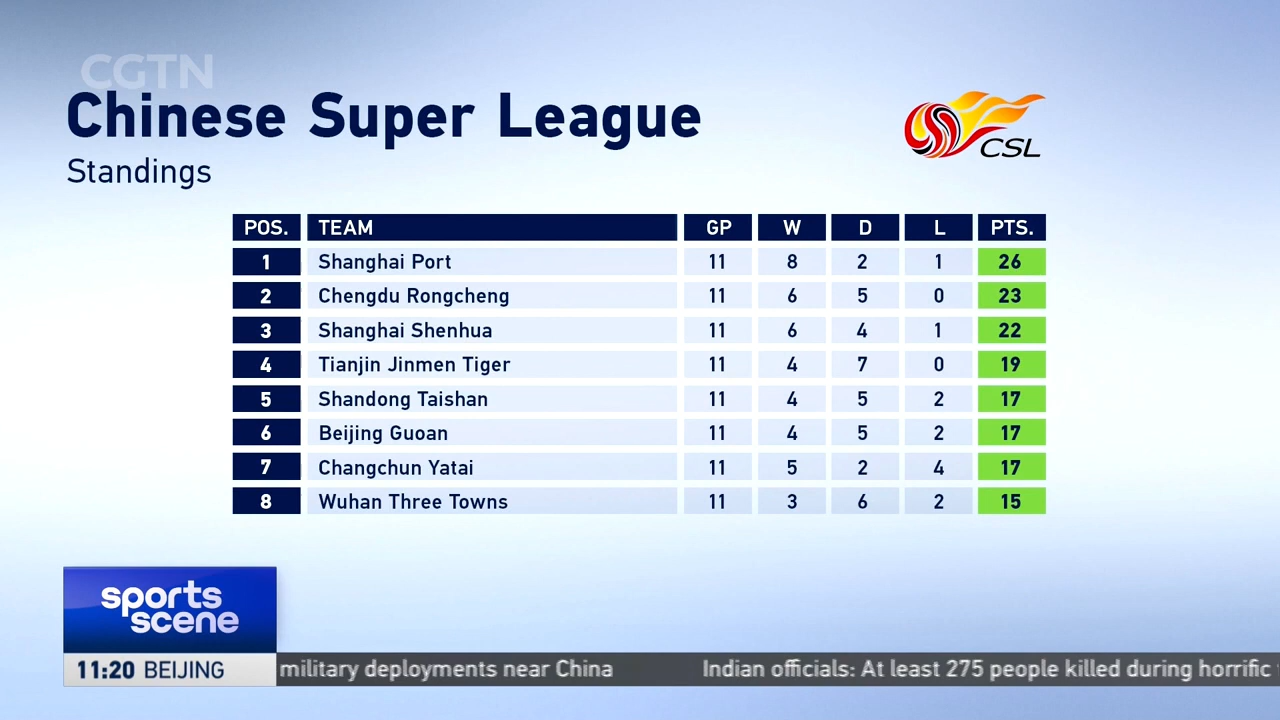 CGTN
Chinese Super League
Standings
CSL
POS. TEAM GP W D L PTS.
1 Shanghai Port 11 8 2 1 26
2 Chengdu Rongcheng 11 6 5 0 23
3 Shanghai Shenhua 11 6 4 1 22
4 Tianjin Jinmen Tiger 11 4 7 0 19
5 Shandong Taishan 11 4 5 2 17
6 Beijing Guoan 11 4 5 2 17
7 Changchun Yatai 11 5 2 4 17
8 Wuhan Three Towns 11 3 6 2 15
sports
scene
11:20 BEIJING military deployments near China Indian officials: At least 275 people killed during horrific